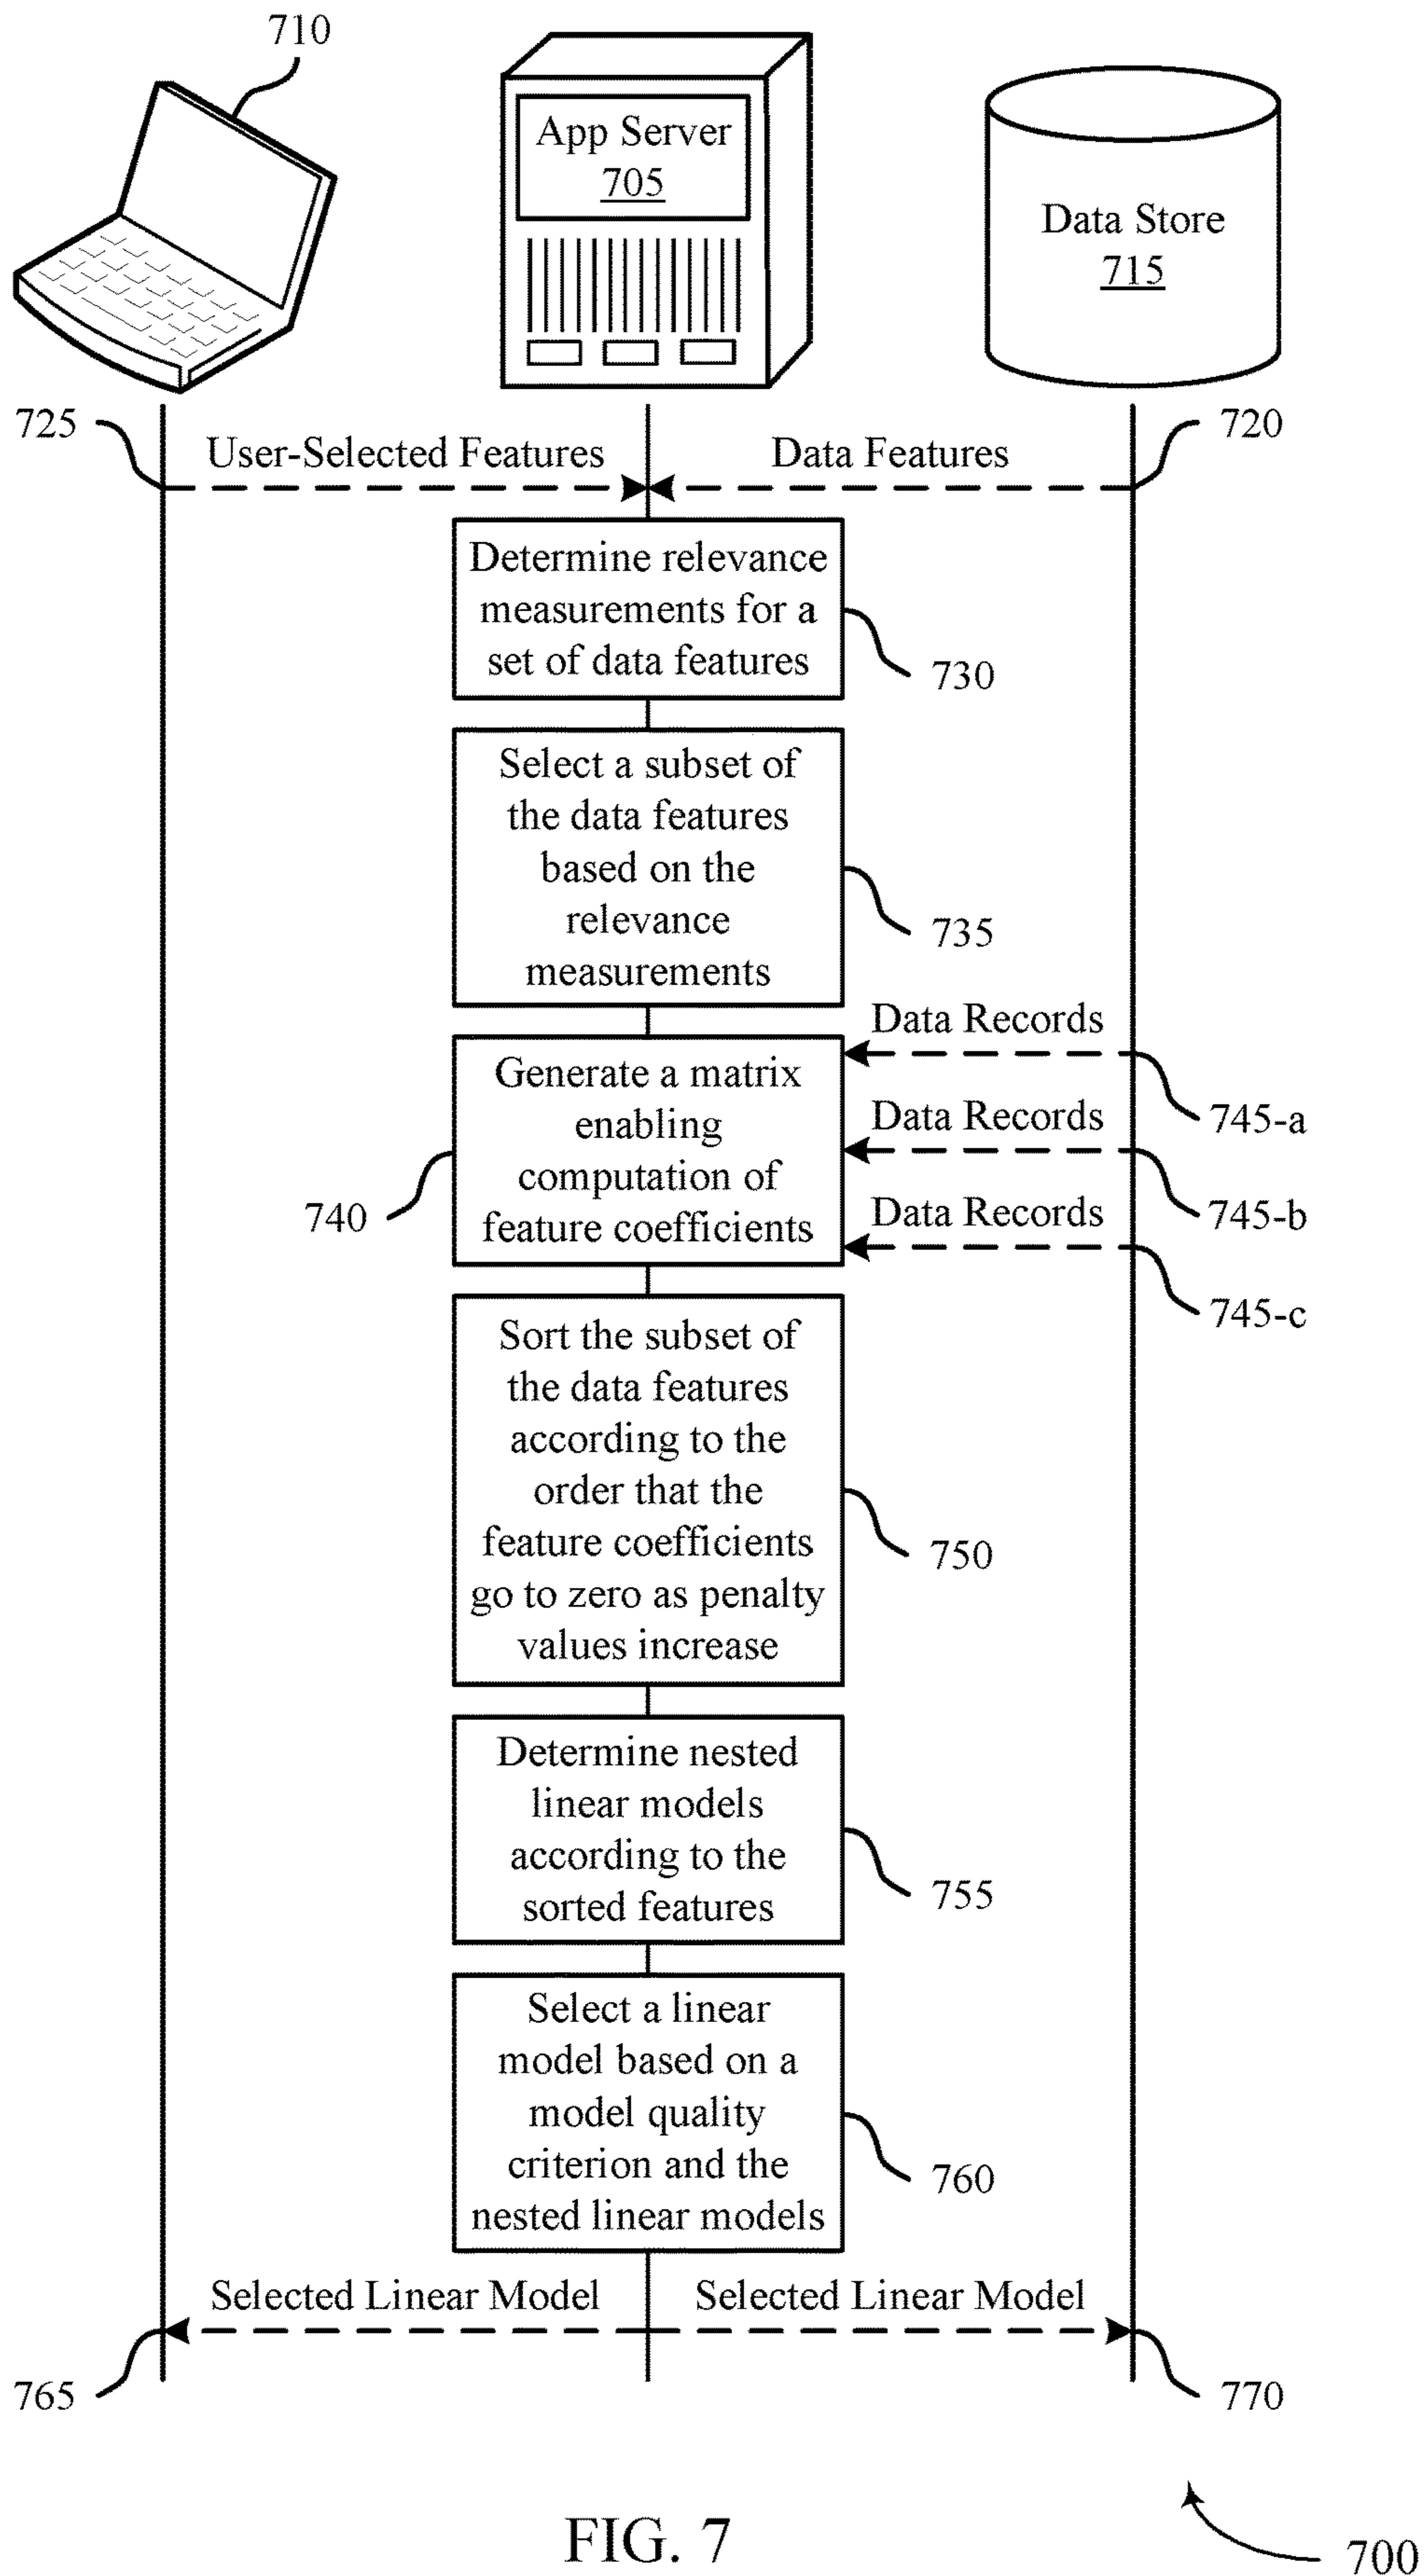 710
App Server
705
Data Store
715
725
User-Selected Features
Data Features
720
Determine relevance
measurements for a
set of data features
730
Select a subset of
the data features
based on the
relevance
measurements
735
Data Records
745-a
Generate a matrix
enabling
computation of
feature coefficients
740
Data Records
745-b
Data Records
745-c
Sort the subset of
the data features
according to the
order that the
feature coefficients
go to zero as penalty
values increase
750
Determine nested
linear models
according to the
sorted features
755
Select a linear
model based on a
model quality
criterion and the
nested linear models
760
Selected Linear Model
Selected Linear Model
765
770
FIG. 7
700